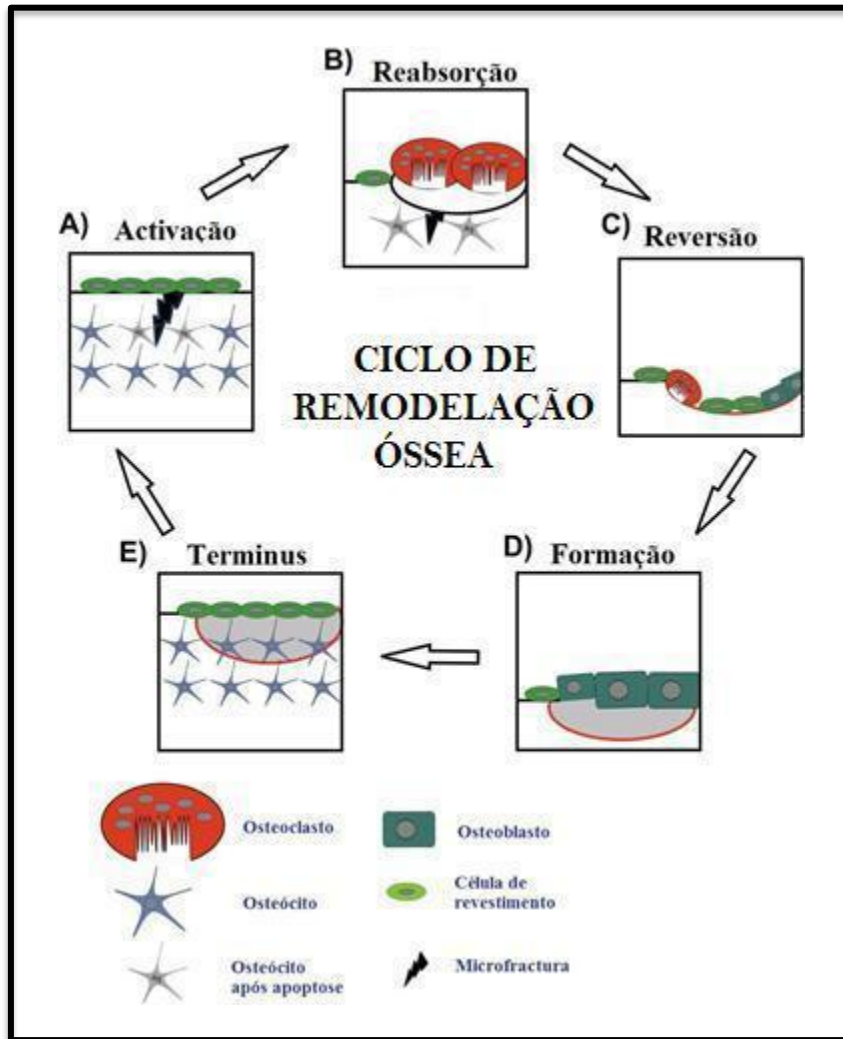 B) Reabsorção
A) Activação
C) Reversão
CICLO DE
REMODELAÇÃO
ÓSSEA
E) Terminus
D) Formação
Osteoclasto
Osteoblasto
Osteócito
Célula de
revestimento
Osteócito
após apoptose
Microfractura